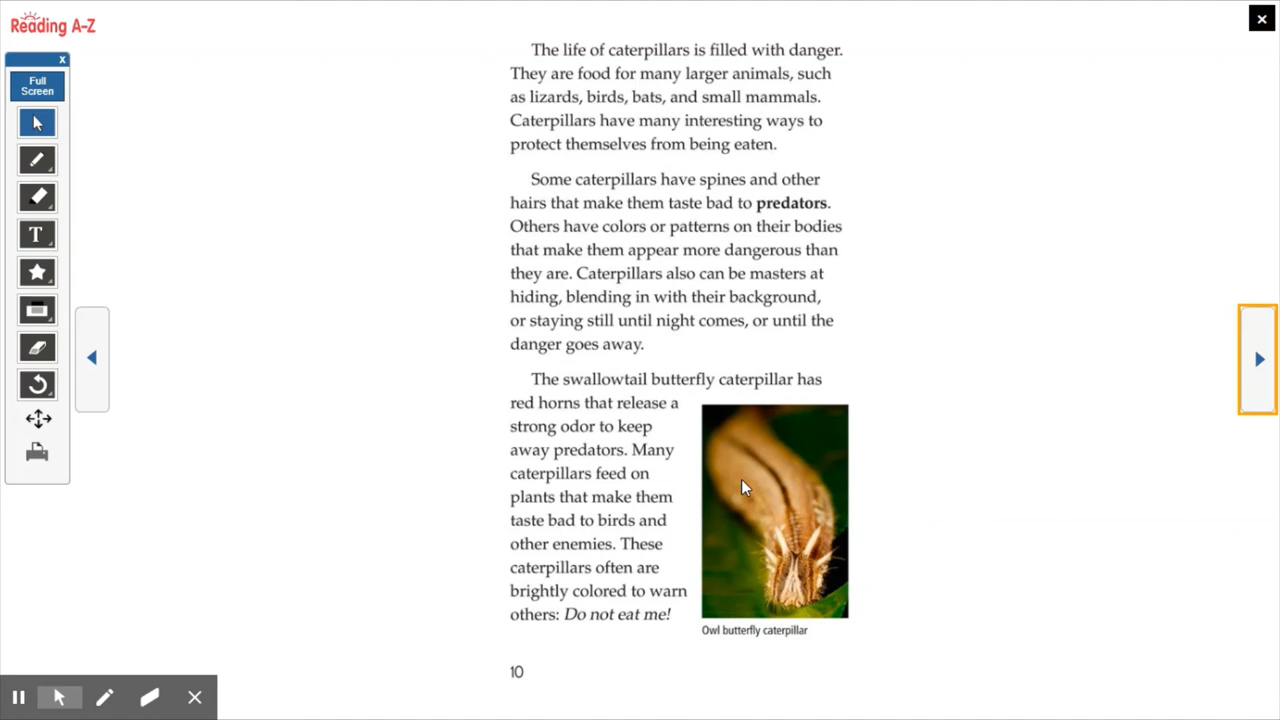 Reading A-Z
x
Full
Screen
T
The life of caterpillars is filled with danger.
They are food for many larger animals, such
as lizards, birds, bats, and small mammals.
Caterpillars have many interesting ways to
protect themselves from being eaten.
Some caterpillars have spines and other
hairs that make them taste bad to predators.
Others have colors or patterns on their bodies
that make them appear more dangerous than
they are. Caterpillars also can be masters at
hiding, blending in with their background,
or staying still until night comes, or until the
danger goes away.
The swallowtail butterfly caterpillar has
red horns that release a
strong odor to keep
away predators. Many
caterpillars feed on
plants that make them
taste bad to birds and
other enemies. These
caterpillars often are
brightly colored to warn
others: Do not eat me!
Owl butterfly caterpillar
10